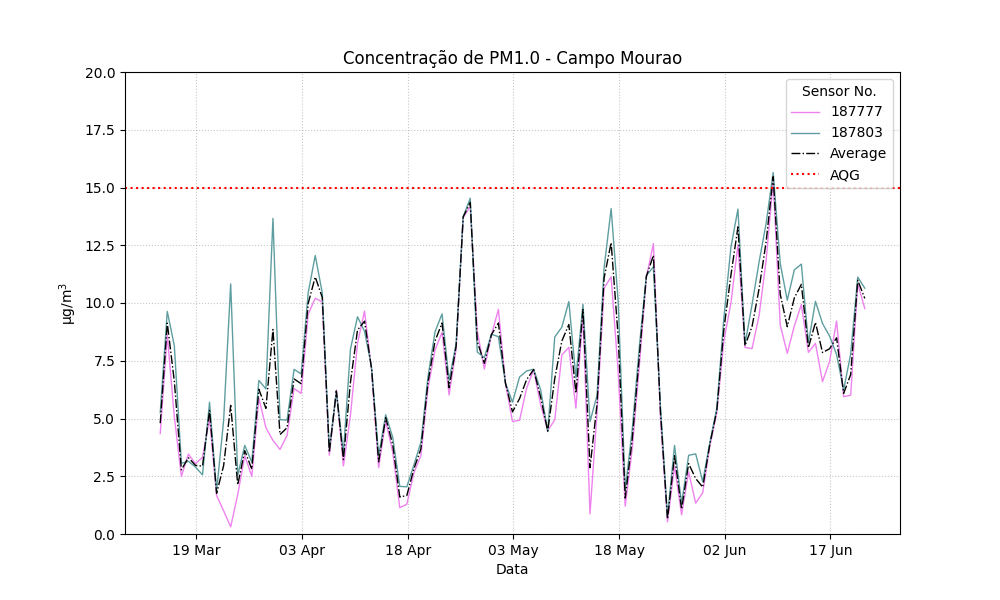 Concentração de PM1.0 - Campo Mourao
Sensor No.
187777
187803
Average
AQG
20.0
17.5
15.0
12.5
10.0
7.5
5.0
2.5
0.0
µg/m³
19 Mar
03 Apr
18 Apr
03 May
18 May
02 Jun
17 Jun
Data